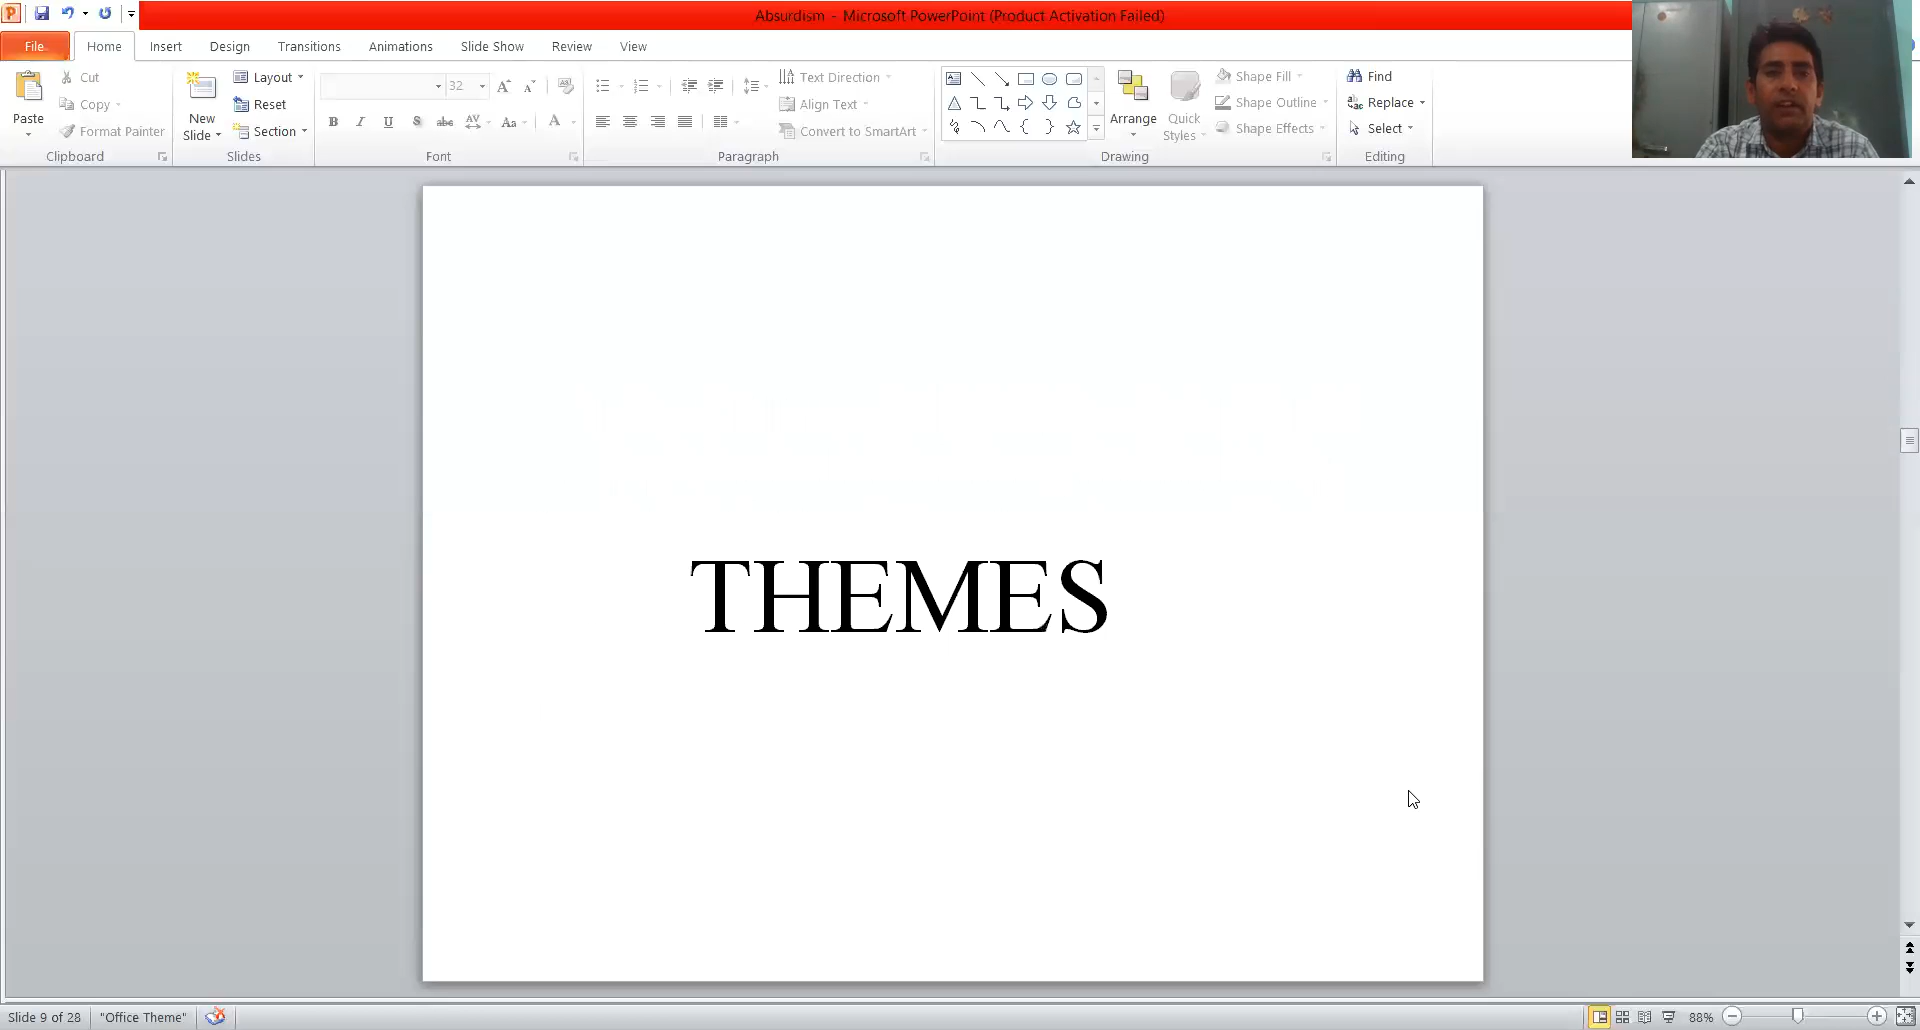 Absurdism - Microsoft PowerPoint (Product Activation Failed)
File Home Insert Design Transitions Animations Slide Show Review View
Paste
Cut
Copy
Format Painter
Clipboard
New
Slide
Layout
Reset
Section
Slides
32
Font
Text Direction
Align Text
Convert to SmartArt
Paragraph
Arrange
Quick
Styles
Shape Fill
Shape Outline
Shape Effects
Drawing
Find
Replace
Select
Editing
THEMES
Slide 9 of 28 "Office Theme" 88%